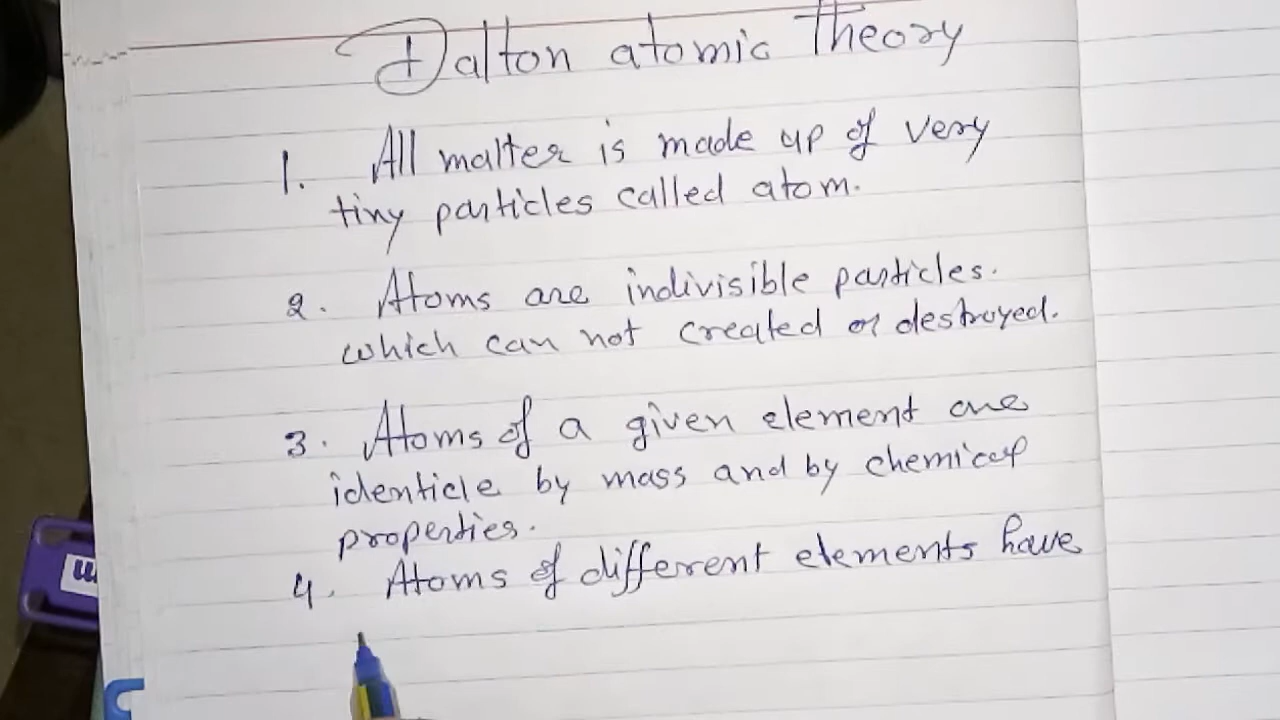 Dalton atomic Theory
1. All malter is made up of very
tiny particles called atom.
2. Atoms are indivisible particles.
which can not created or destroyed.
3. Atoms of a given element are
identicle by mass and by chemical
properties.
4. Atoms of different elements have